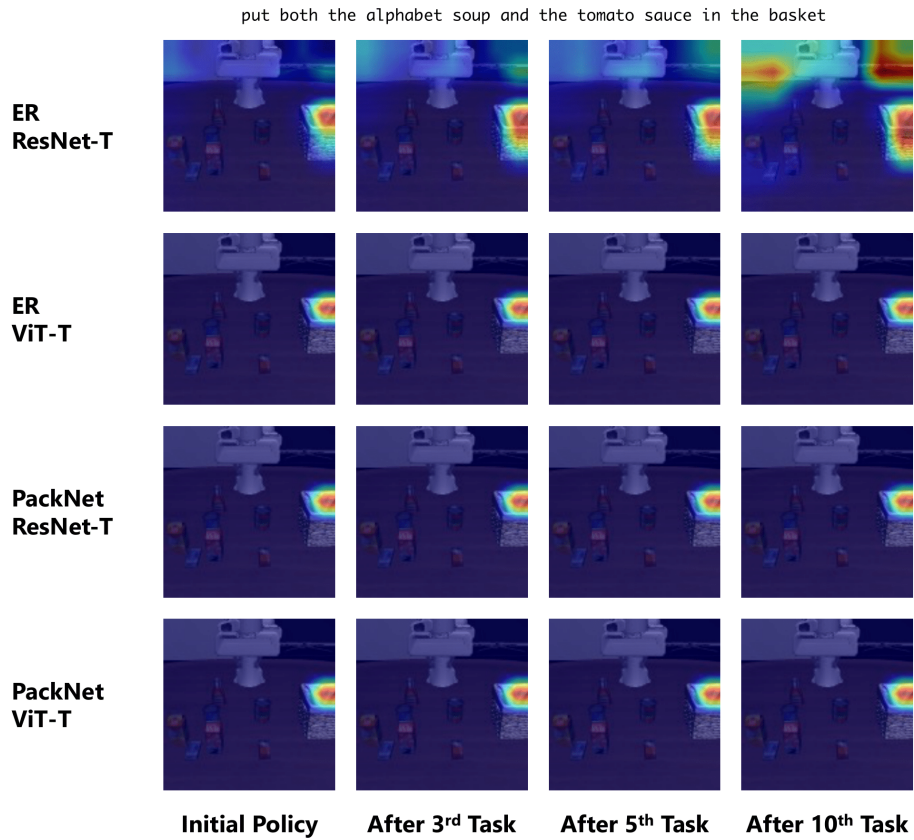 put both the alphabet soup and the tomato sauce in the basket
ER
ResNet-T
ER
ViT-T
PackNet
ResNet-T
PackNet
ViT-T
Initial Policy After 3rd Task After 5th Task After 10th Task